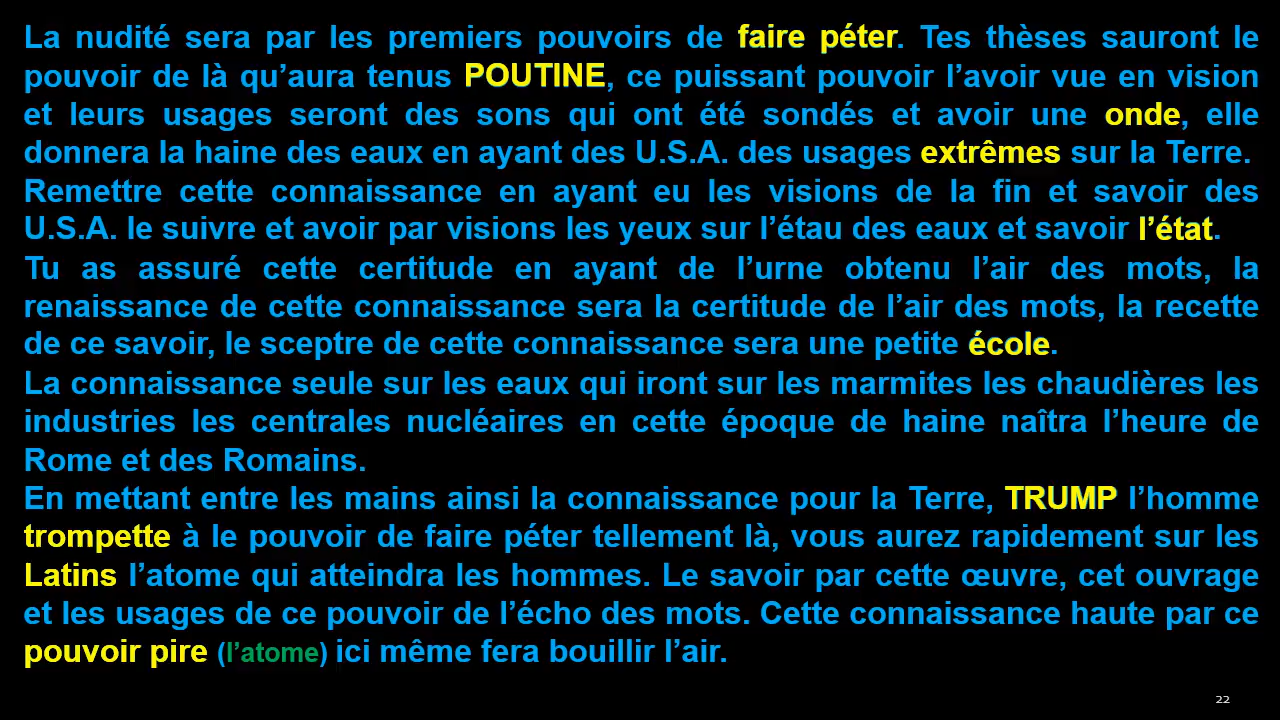 La nudité sera par les premiers pouvoirs de faire péter. Tes thèses sauront le
pouvoir de là qu’aura tenus POUTINE, ce puissant pouvoir l’avoir vue en vision
et leurs usages seront des sons qui ont été sondés et avoir une onde, elle
donnera la haine des eaux en ayant des U.S.A. des usages extrêmes sur la Terre.
Remettre cette connaissance en ayant eu les visions de la fin et savoir des
U.S.A. le suivre et avoir par visions les yeux sur l’étau des eaux et savoir l’état.
Tu as assuré cette certitude en ayant de l’urne obtenu l’air des mots, la
renaissance de cette connaissance sera la certitude de l’air des mots, la recette
de ce savoir, le sceptre de cette connaissance sera une petite école.
La connaissance seule sur les eaux qui iront sur les marmites les chaudières les
industries les centrales nucléaires en cette époque de haine naîtra l’heure de
Rome et des Romains.
En mettant entre les mains ainsi la connaissance pour la Terre, TRUMP l’homme
trompette à le pouvoir de faire péter tellement là, vous aurez rapidement sur les
Latins l’atome qui atteindra les hommes. Le savoir par cette œuvre, cet ouvrage
et les usages de ce pouvoir de l’écho des mots. Cette connaissance haute par ce
pouvoir pire (l’atome) ici même fera bouillir l’air.
22